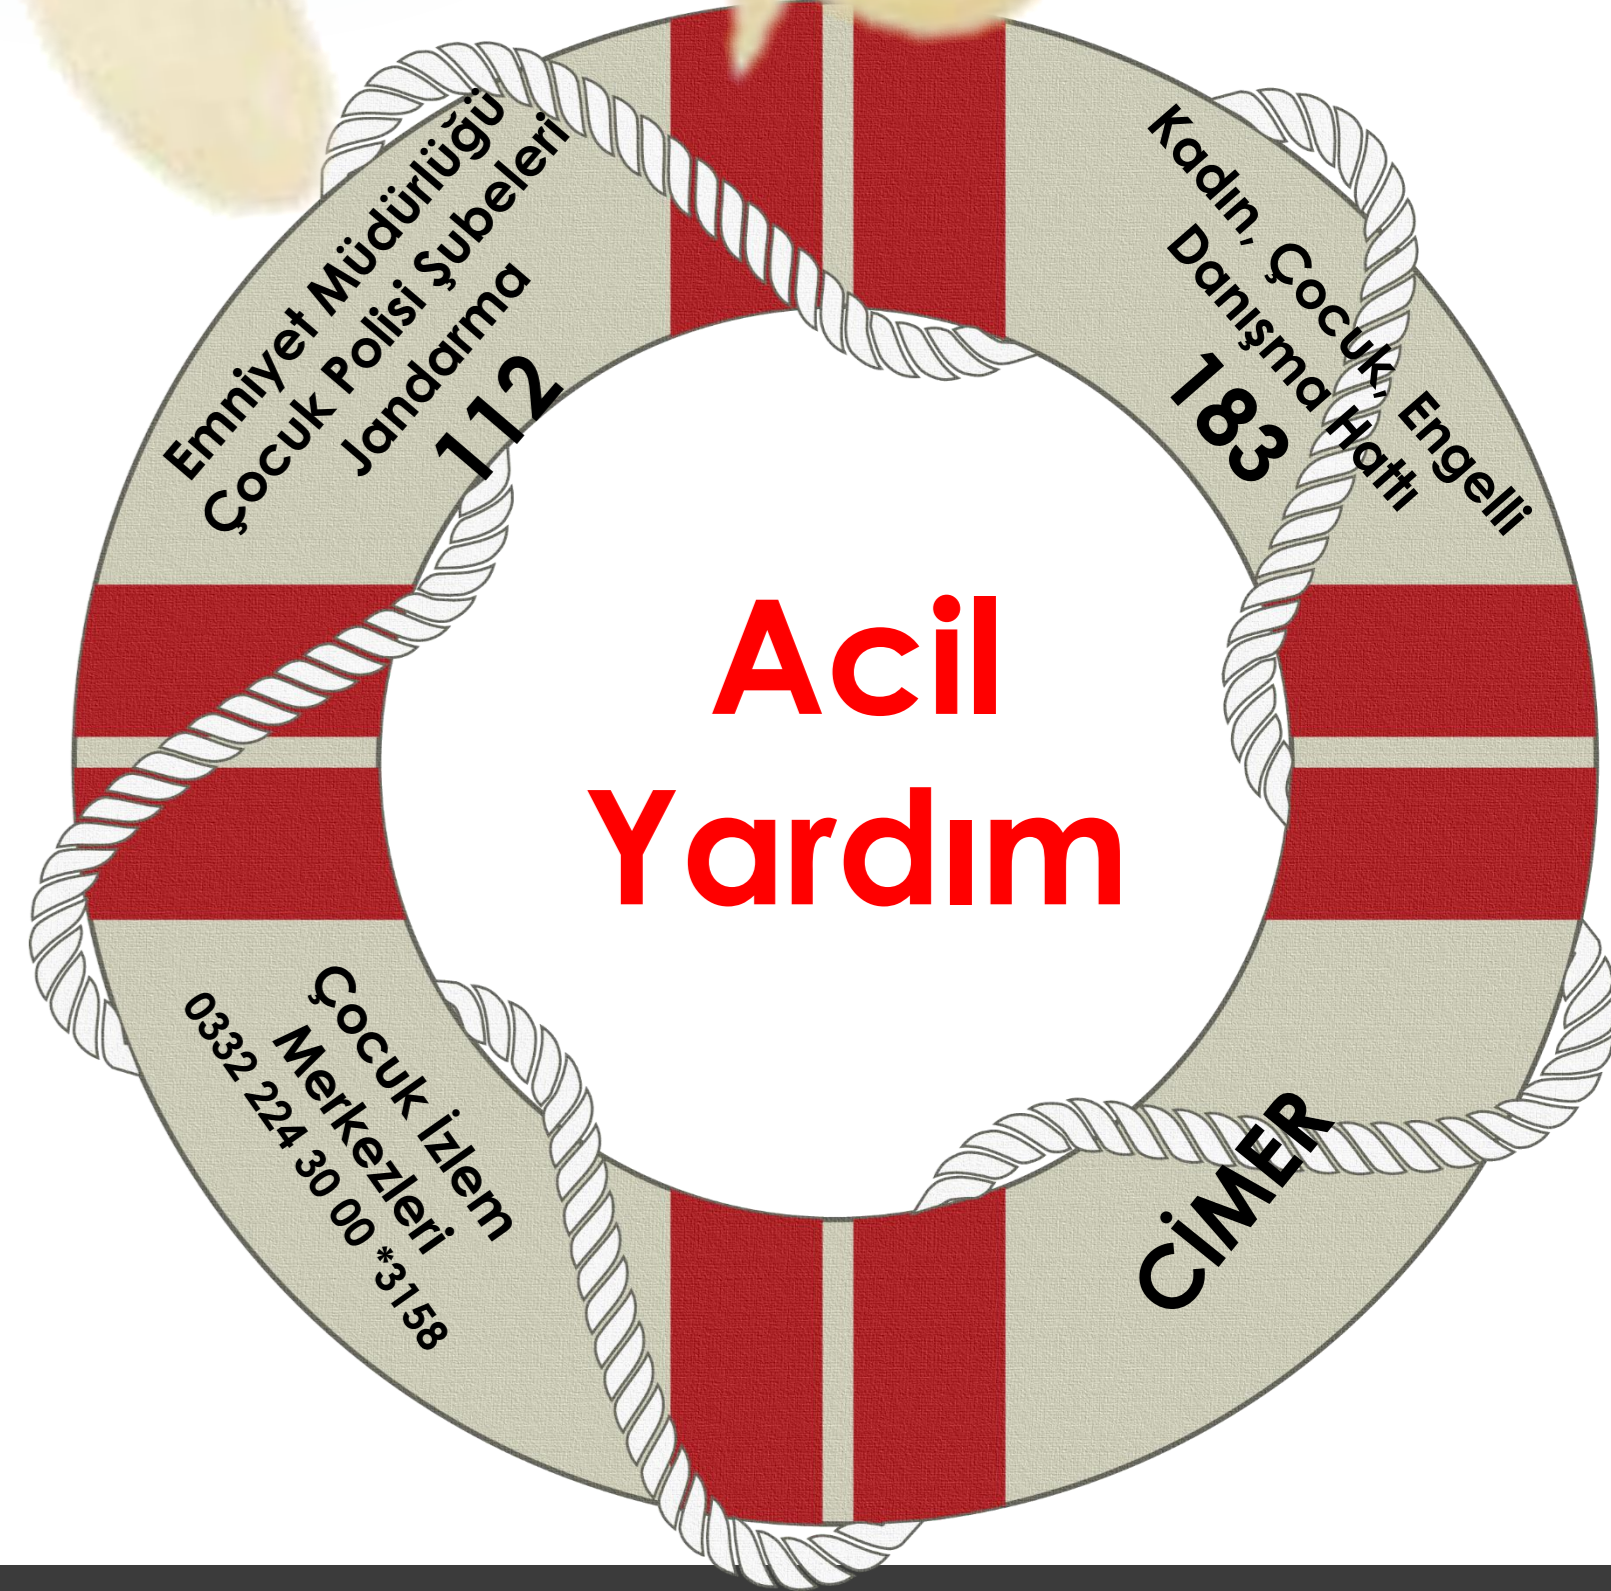 Emniyet Müdürlüğü
Çocuk Polisi Şubeleri
Jandarma
112
Kadın, Çocuk, Engelli
Danışma Hattı
183
Acil
Yardım
Çocuk İzlem
Merkezleri
0332 224 30 00 *3158
CİMER